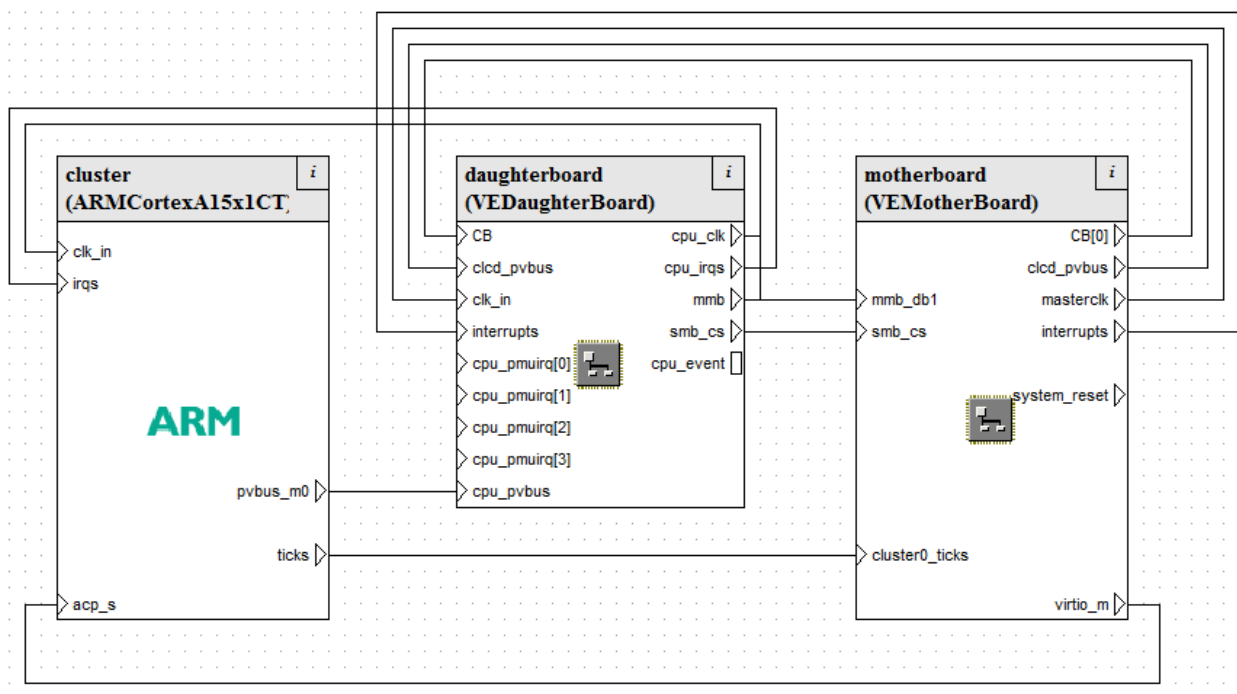 cluster
(ARMCortexA15x1CT)
i
clk_in
irqs
ARM
pvbus_m0
ticks
acp_s
daughterboard
(VEDaughterBoard)
i
CB
cpu_clk
clcd_pvbus
cpu_irqs
clk_in
mmb
interrupts
smb_cs
cpu_pmuirq[0]
cpu_event
cpu_pmuirq[1]
cpu_pmuirq[2]
cpu_pmuirq[3]
cpu_pvbus
motherboard
(VEMotherBoard)
i
CB[0]
clcd_pvbus
mmb_db1
masterclk
smb_cs
interrupts
system_reset
cluster0_ticks
virtio_m